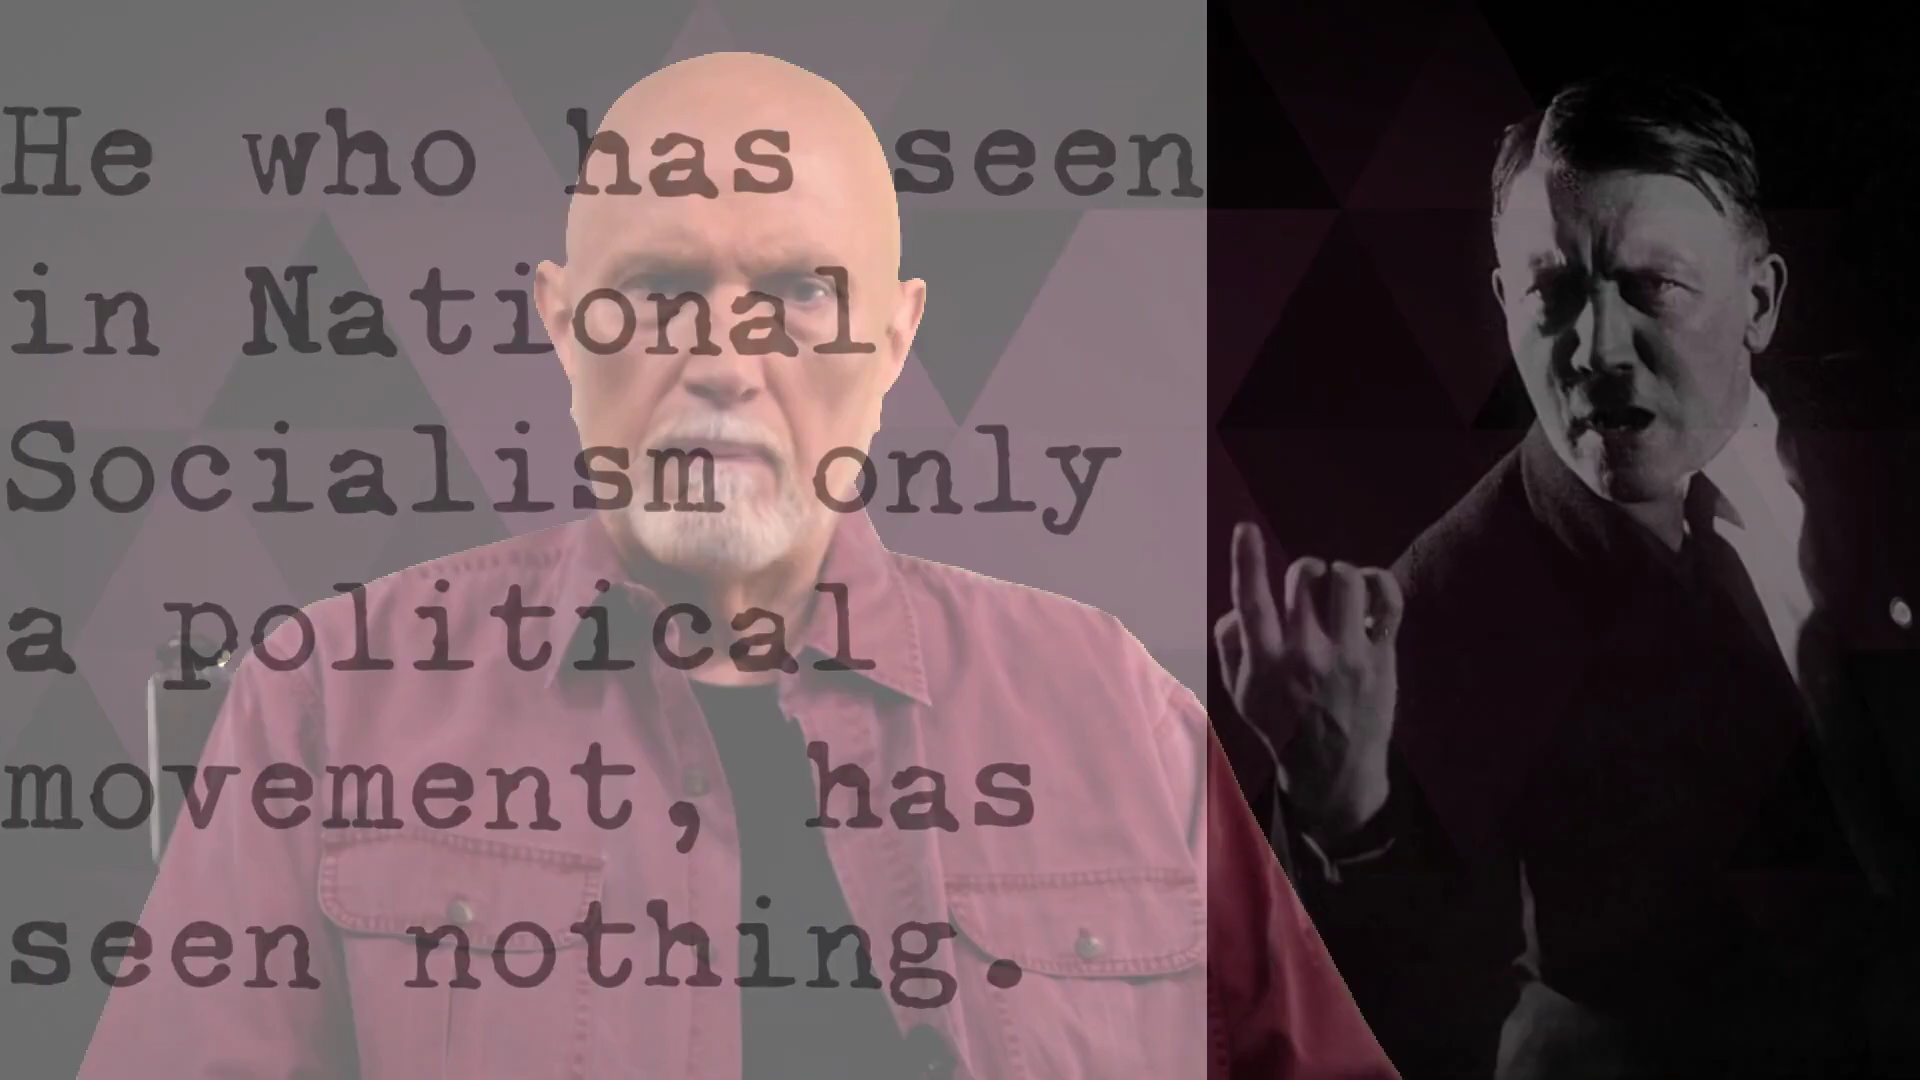 He who has seen
in National
Socialism only
a political
movement, has
seen nothing.